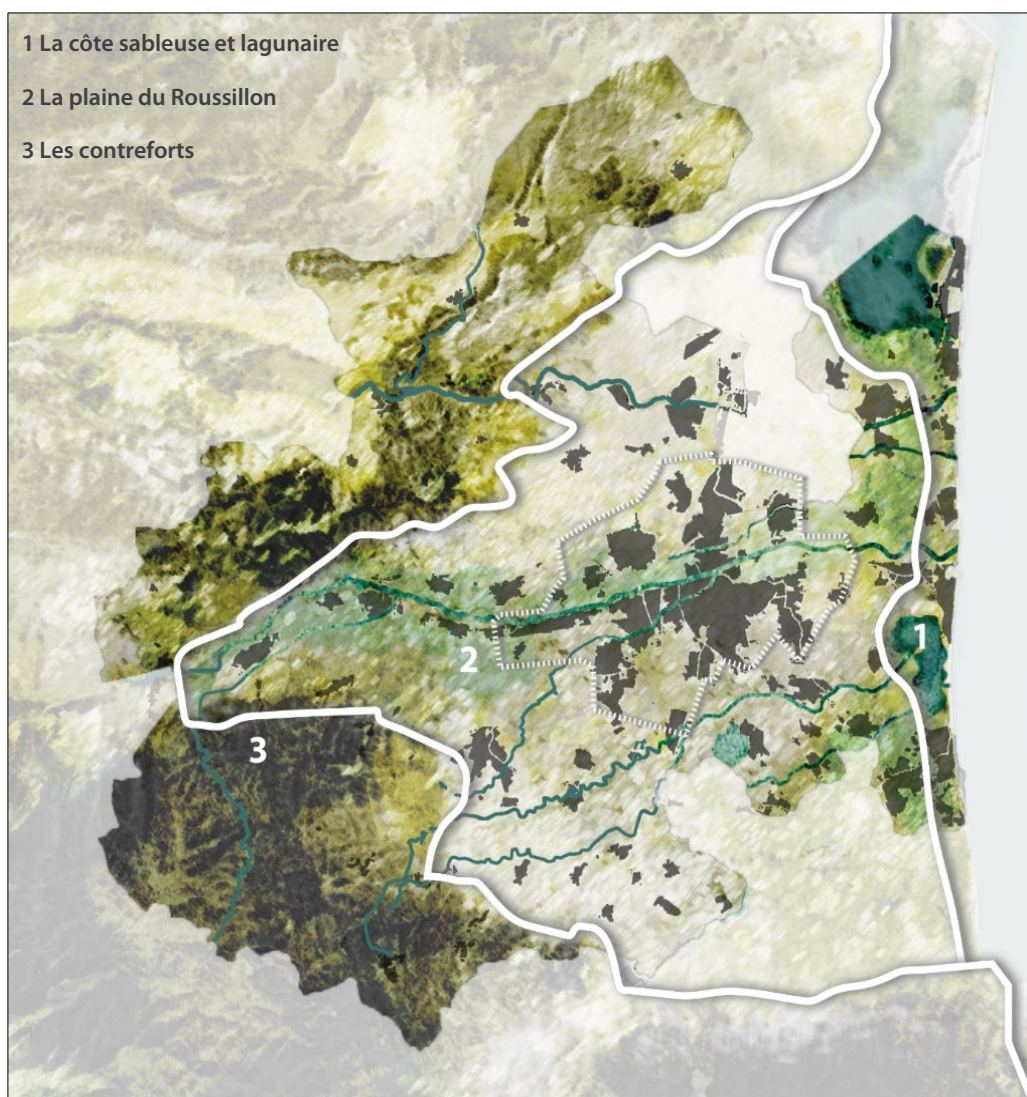 1 La côte sableuse et lagunaire
2 La plaine du Roussillon
3 Les contreforts
1
2
3